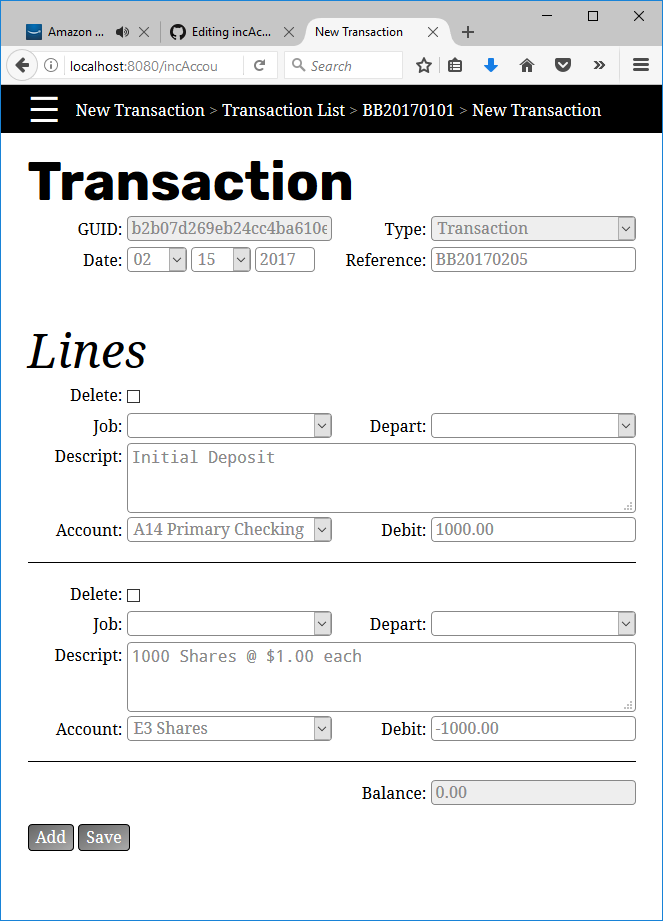 Amazon ... Editing incAc... New Transaction
localhost:8080/incAccou Search
New Transaction > Transaction List > BB20170101 > New Transaction
Transaction
GUID: b2b07d269eb24cc4ba610e Type: Transaction
Date: 02 15 2017 Reference: BB20170205
Lines
Delete:
Job: Depart:
Descript: Initial Deposit
Account: A14 Primary Checking Debit: 1000.00
Delete:
Job: Depart:
Descript: 1000 Shares @ $1.00 each
Account: E3 Shares Debit: -1000.00
Balance: 0.00
Add Save